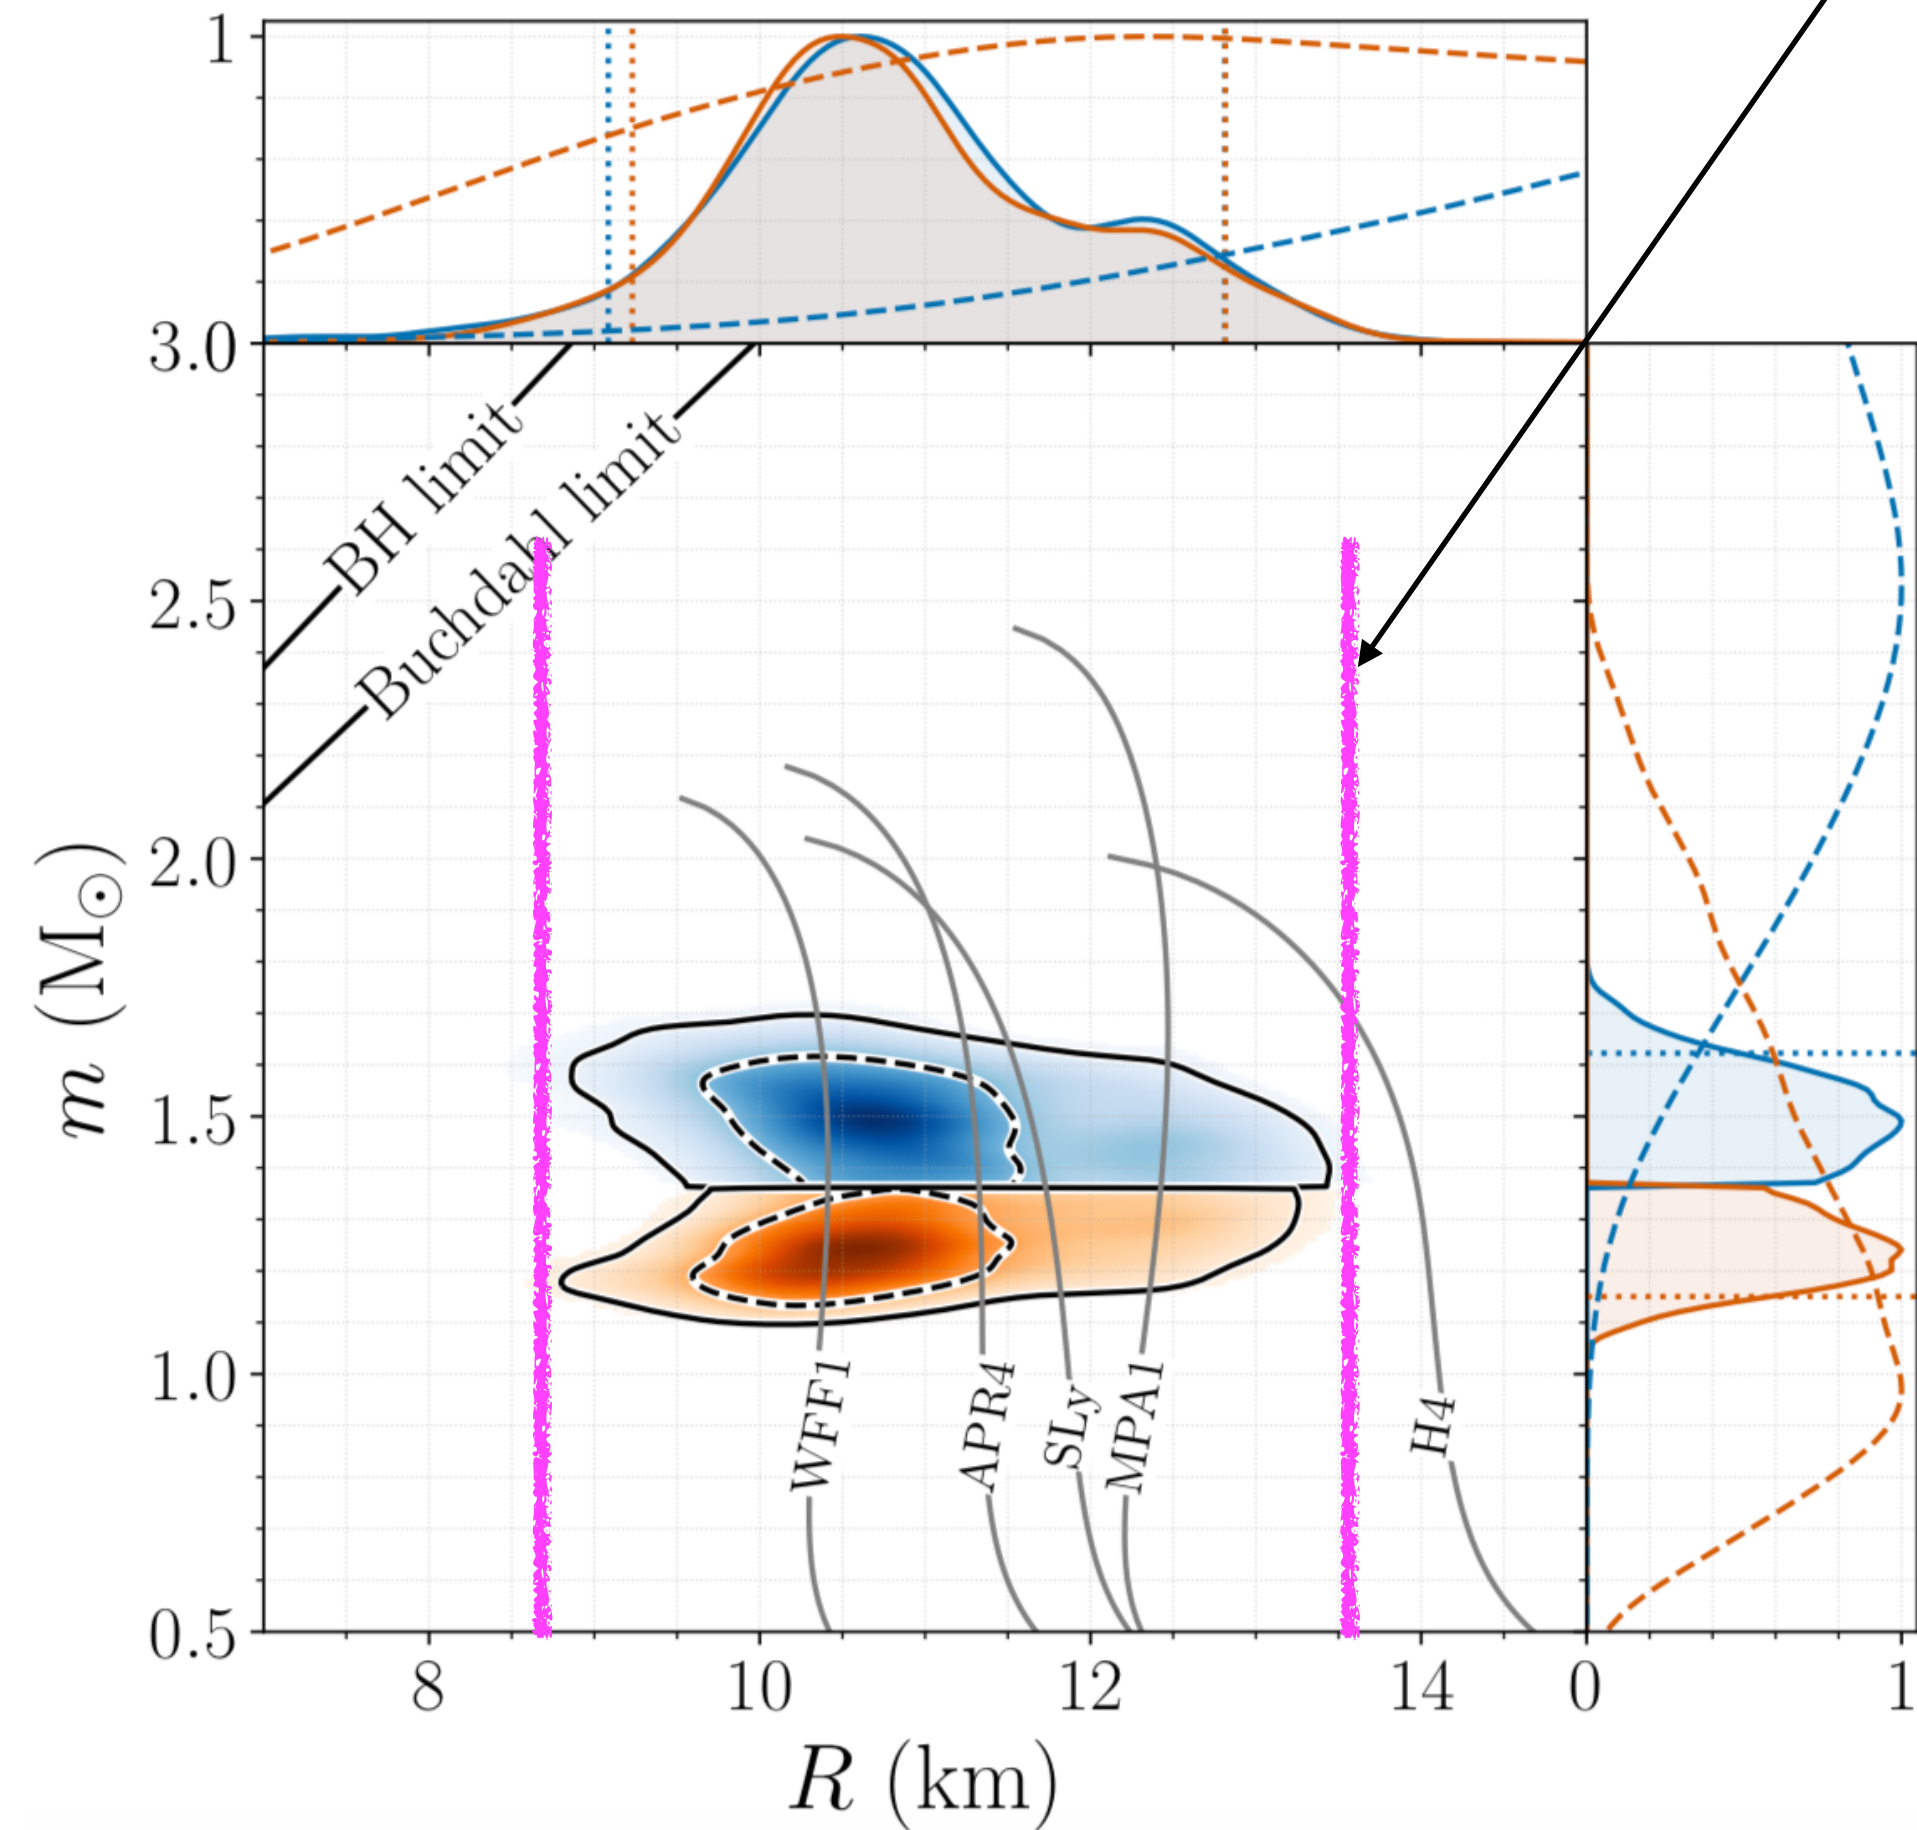 1
3.0
BH limit
Buchdahl limit
2.5
2.0
1.5
1.0
0.5
m (M⊙)
WFF1
APR4
SLy
MPA1
H4
8 10 12 14 0 1
R (km)